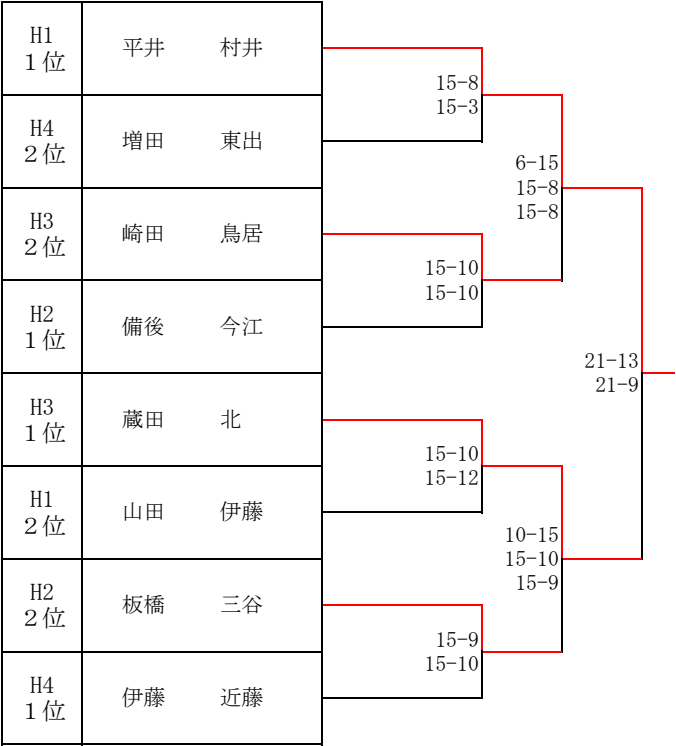 H1
1位
平井 村井
15-8
15-3
H4
2位
増田 東出
6-15
15-8
15-8
H3
2位
崎田 鳥居
15-10
15-10
H2
1位
備後 今江
21-13
21-9
H3
1位
蔵田 北
15-10
15-12
H1
2位
山田 伊藤
10-15
15-10
15-9
H2
2位
板橋 三谷
15-9
15-10
H4
1位
伊藤 近藤